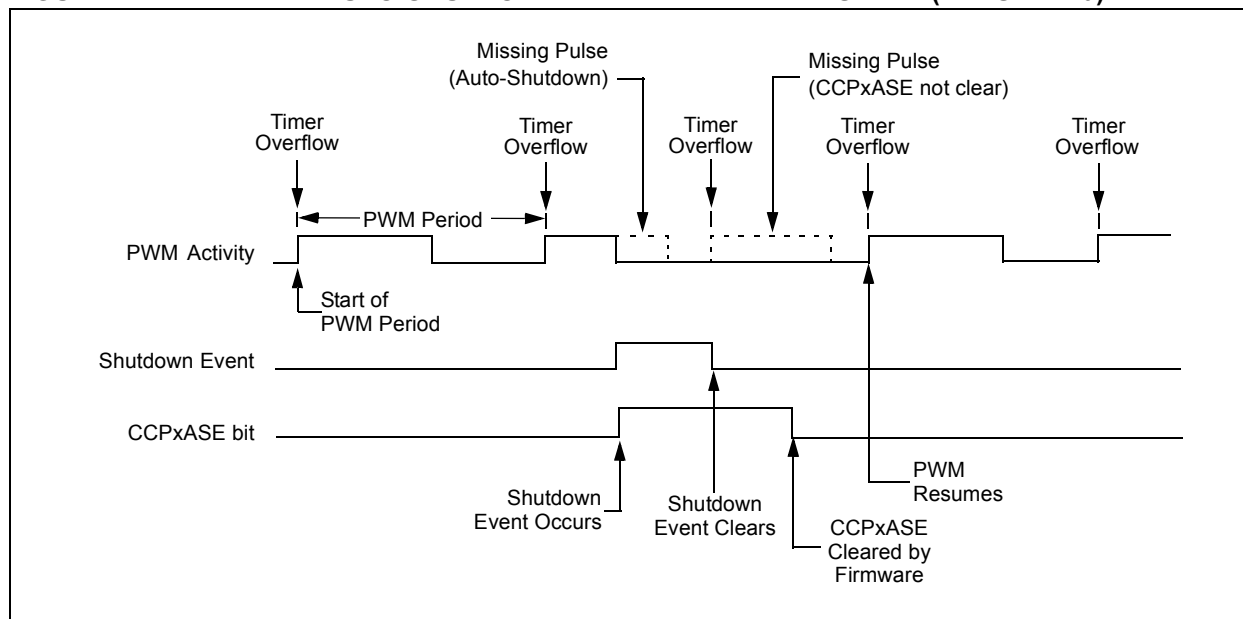 Missing Pulse
(Auto-Shutdown)
Missing Pulse
(CCPxASE not clear)
Timer
Overflow
Timer
Overflow
Timer
Overflow
Timer
Overflow
Timer
Overflow
PWM Period
PWM Activity
Start of
PWM Period
Shutdown Event
CCPxASE bit
Shutdown
Event Occurs
Shutdown
Event Clears
CCPxASE
Cleared by
Firmware
PWM
Resumes